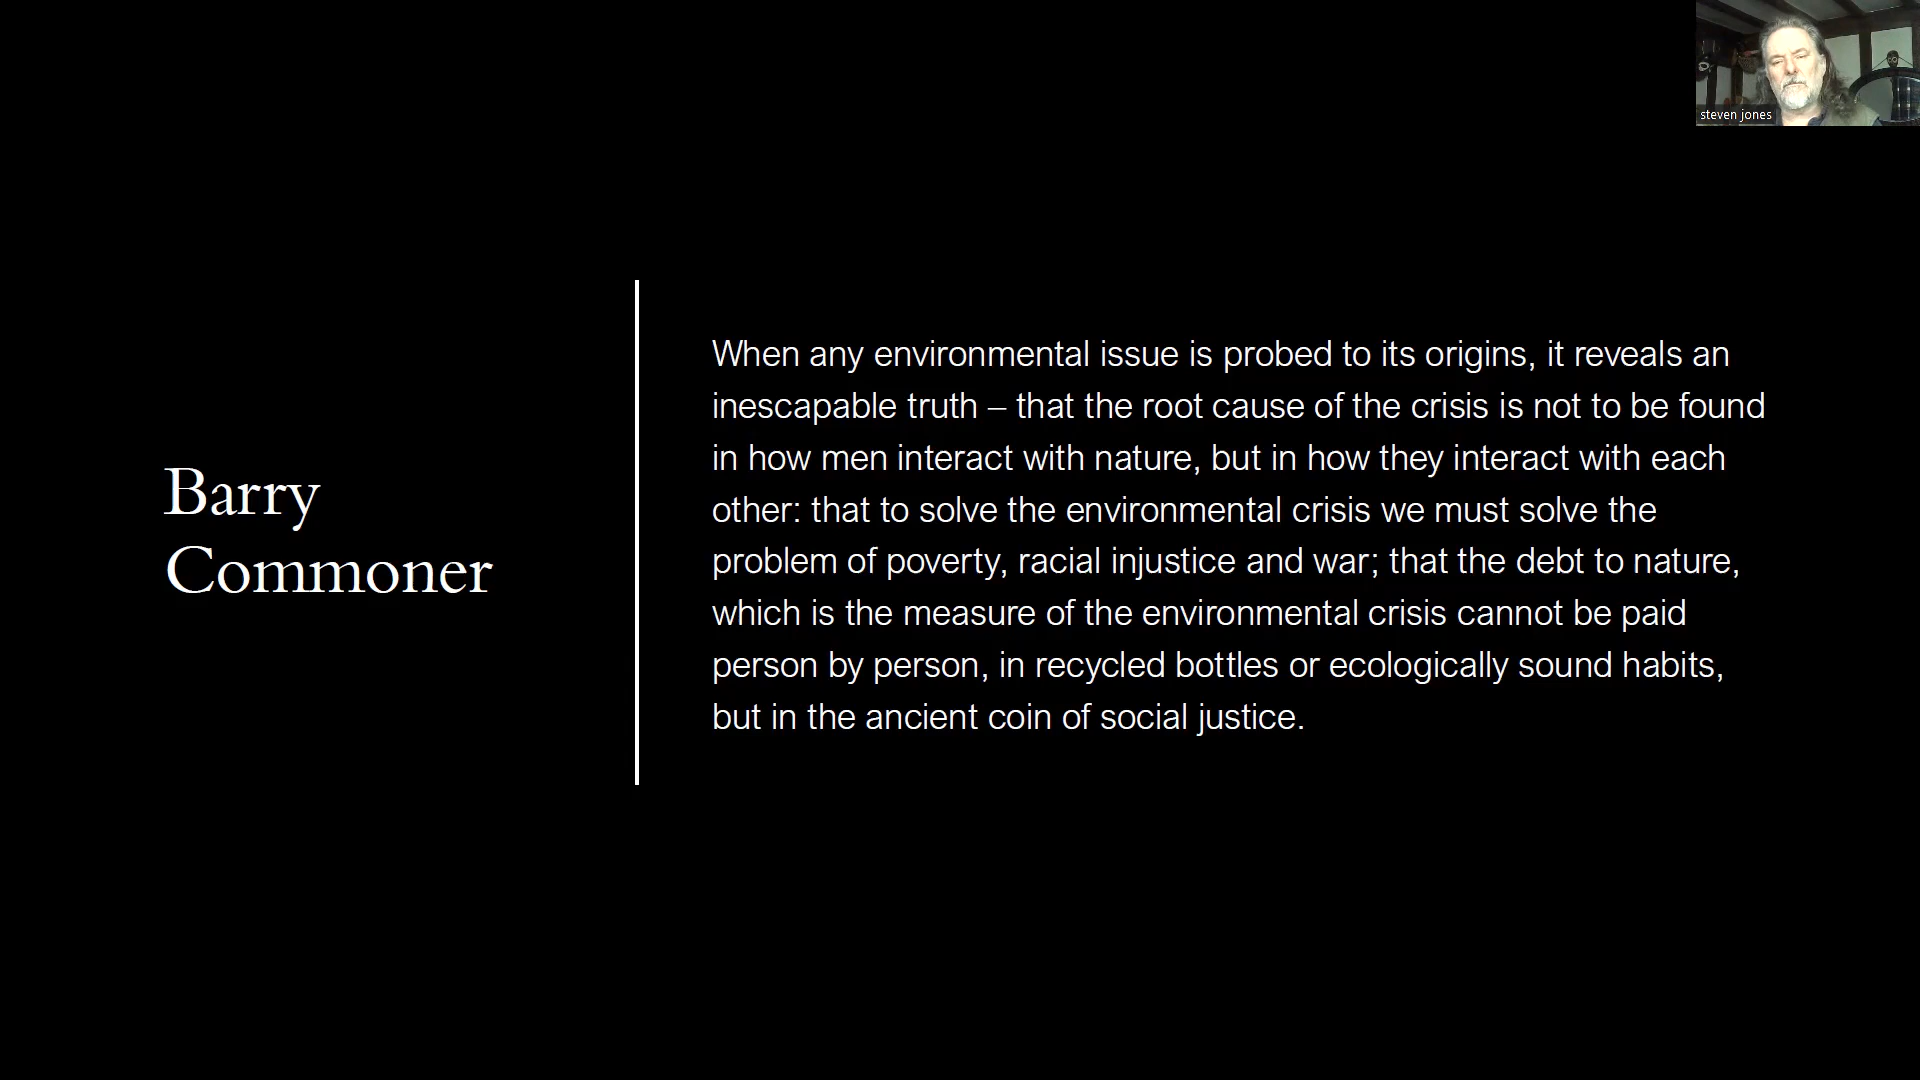 steven jones
Barry
Commoner
When any environmental issue is probed to its origins, it reveals an
inescapable truth – that the root cause of the crisis is not to be found
in how men interact with nature, but in how they interact with each
other: that to solve the environmental crisis we must solve the
problem of poverty, racial injustice and war; that the debt to nature,
which is the measure of the environmental crisis cannot be paid
person by person, in recycled bottles or ecologically sound habits,
but in the ancient coin of social justice.